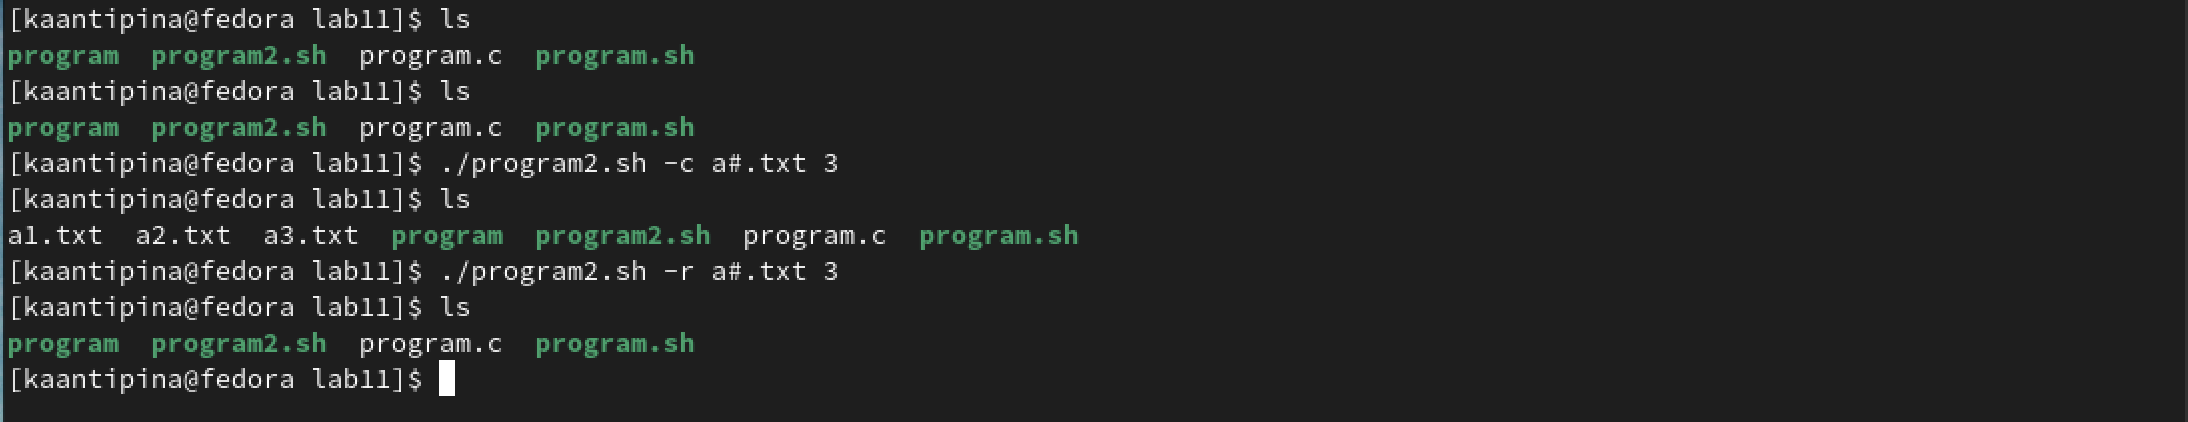 [kaantipina@fedora lab11]$ ls
program  program2.sh  program.c  program.sh
[kaantipina@fedora lab11]$ ls
program  program2.sh  program.c  program.sh
[kaantipina@fedora lab11]$ ./program2.sh -c a#.txt 3
[kaantipina@fedora lab11]$ ls
a1.txt  a2.txt  a3.txt  program  program2.sh  program.c  program.sh
[kaantipina@fedora lab11]$ ./program2.sh -r a#.txt 3
[kaantipina@fedora lab11]$ ls
program  program2.sh  program.c  program.sh
[kaantipina@fedora lab11]$